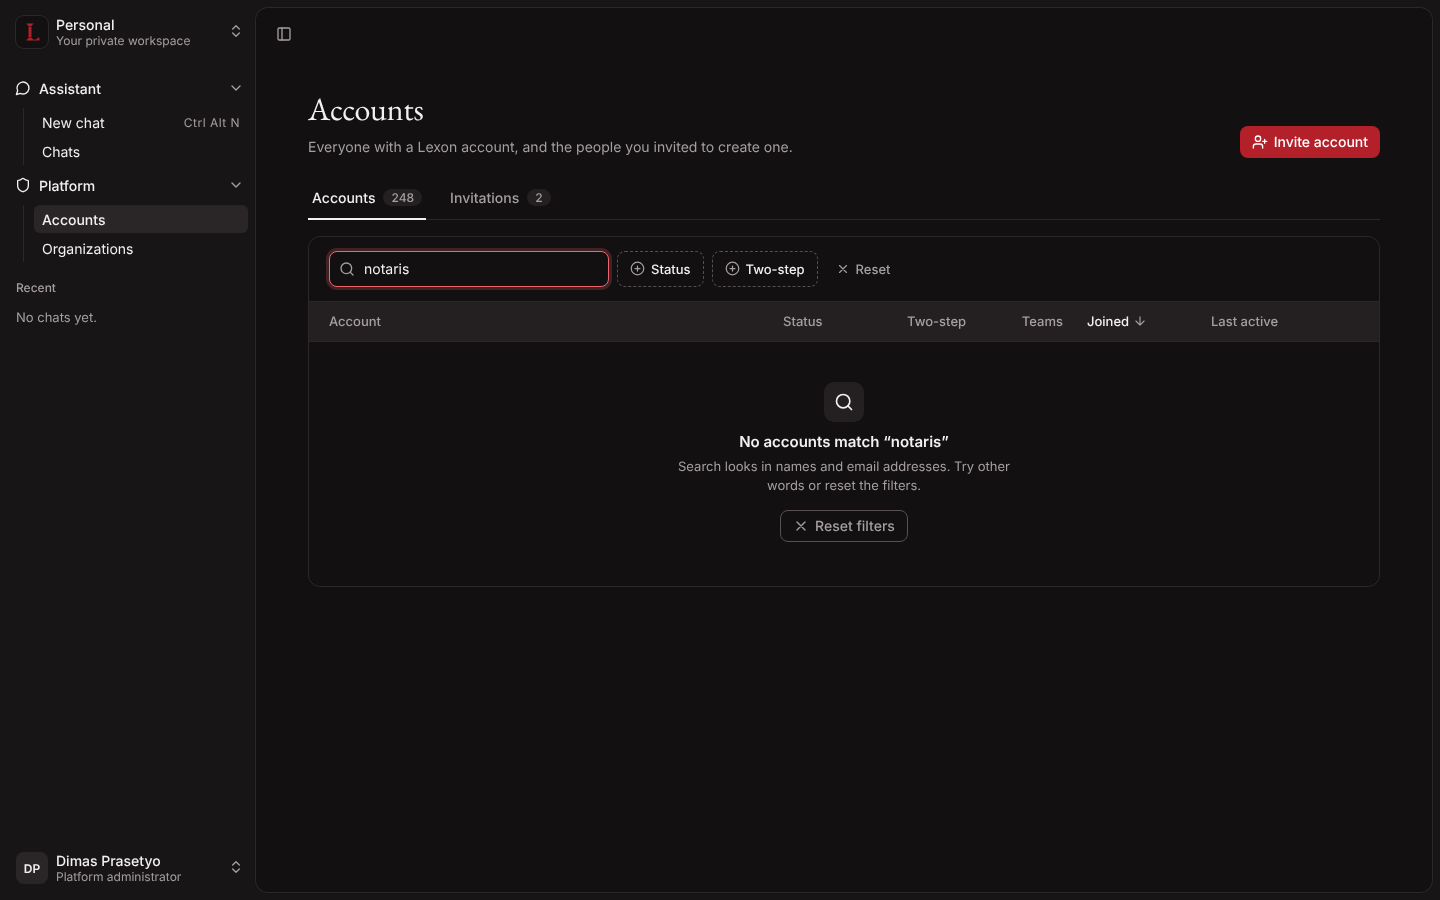 L
Personal
Your private workspace
Assistant
New chat
Ctrl Alt N
Chats
Platform
Accounts
Organizations
Recent
No chats yet.
DP
Dimas Prasetyo
Platform administrator
Accounts
Everyone with a Lexon account, and the people you invited to create one.
Invite account
Accounts 248
Invitations 2
notaris
Status
Two-step
Reset
Account
Status
Two-step
Teams
Joined
Last active
No accounts match “notaris”
Search looks in names and email addresses. Try other
words or reset the filters.
Reset filters